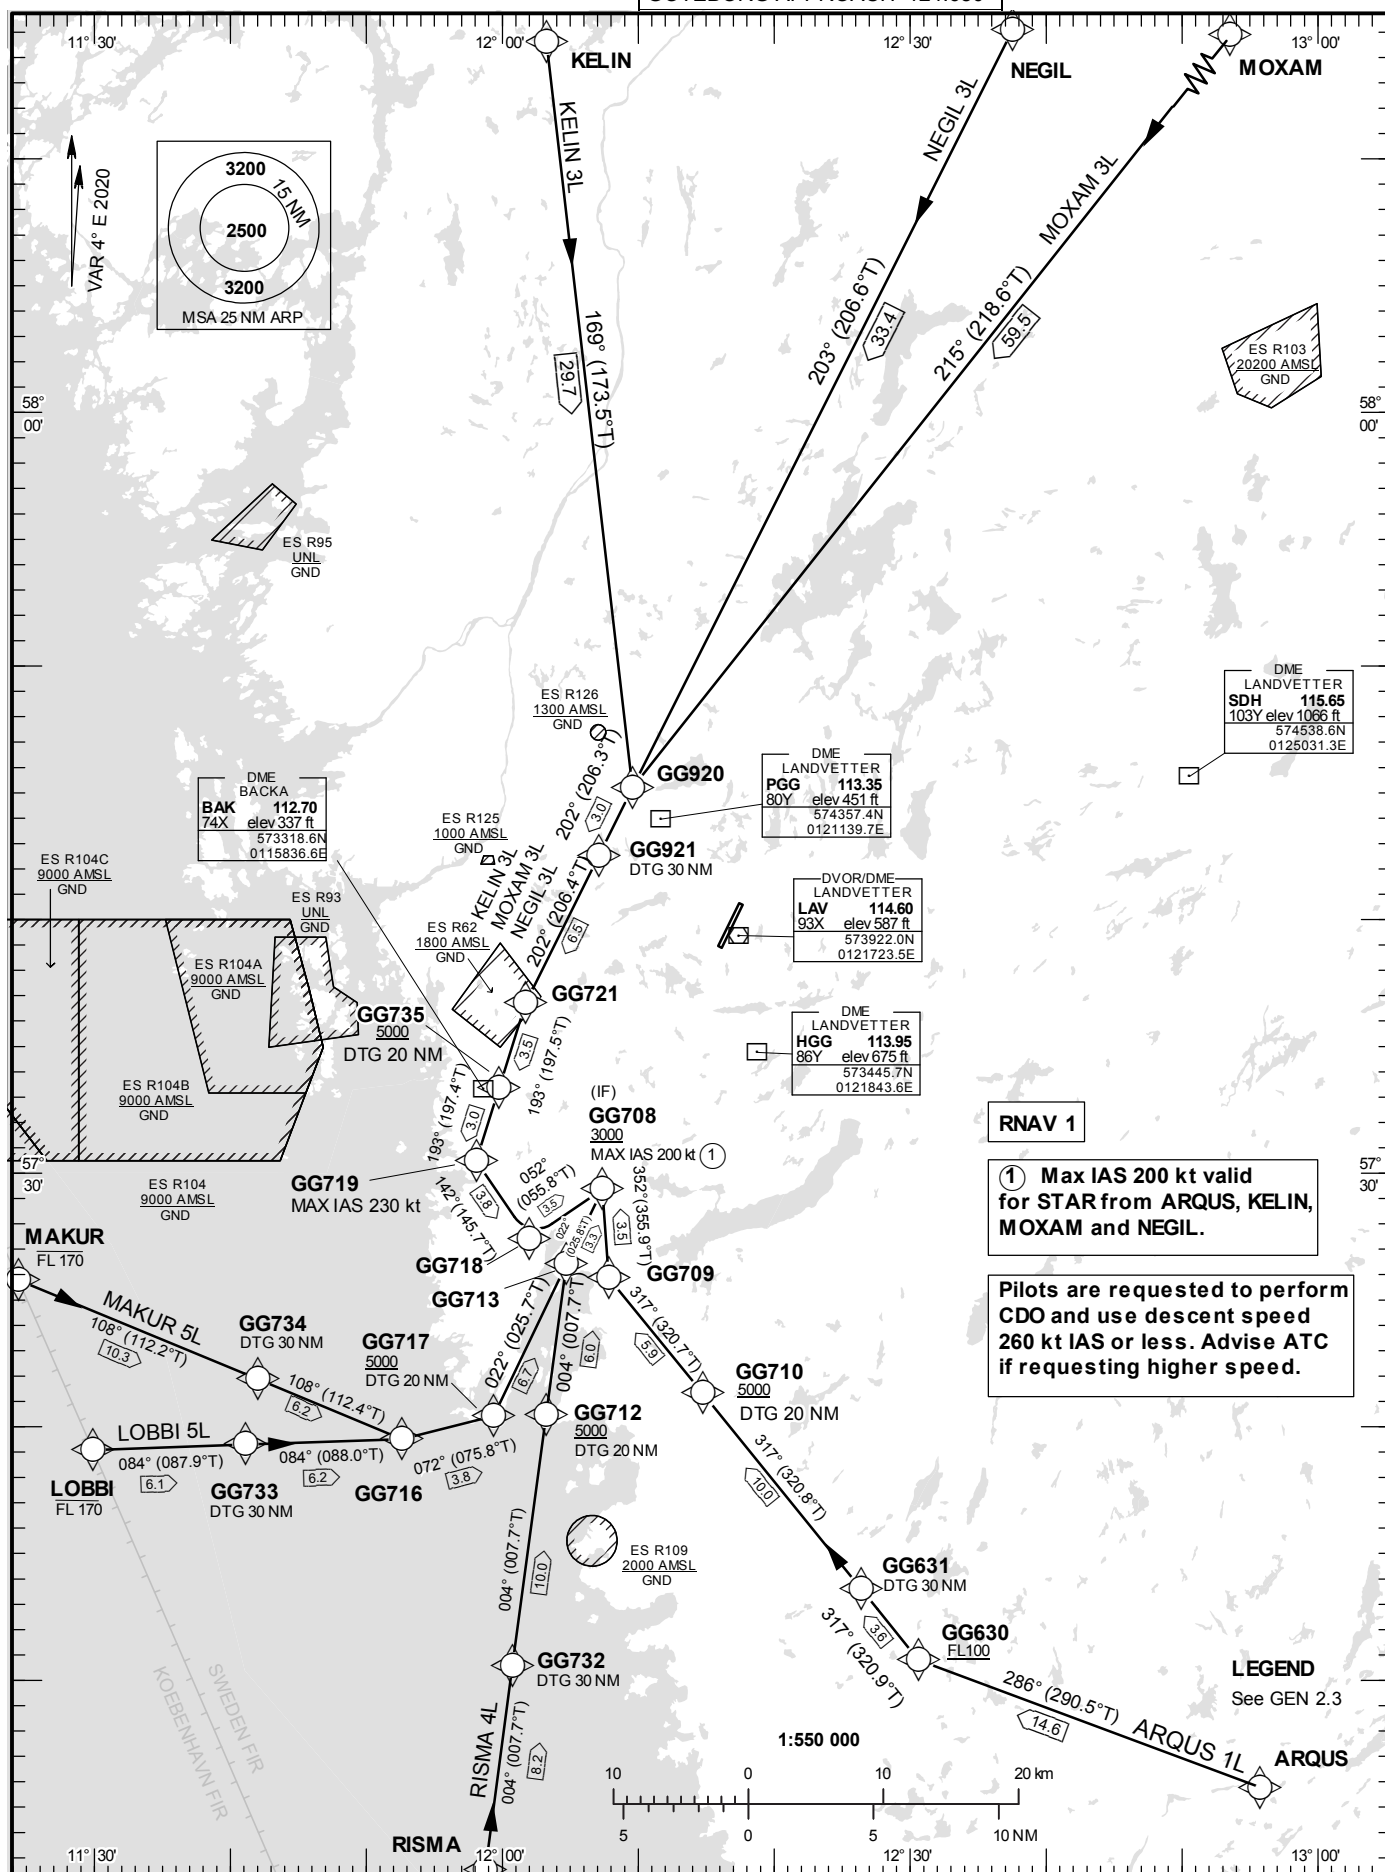 11° 30'
12° 00'
12° 30'
13° 00'
KELIN
NEGIL
MOXAM
KELIN 3L
NEGIL 3L
MOXAM 3L
VAR 4° E 2020
3200
15 NM
2500
3200
MSA 25 NM ARP
169° (173.5°T)
29.7
203° (206.6°T)
33.4
215° (218.6°T)
59.5
ES R103
20200 AMSL
GND
58°
00'
58°
00'
ES R95
UNL
GND
ES R126
1300 AMSL
GND
DME
LANDVETTER
SDH 115.65
103Y elev 1066 ft
574538.6N
0125031.3E
GG920
DME
LANDVETTER
PGG 113.35
80Y elev 451 ft
574357.4N
0121139.7E
DME
BACKA
BAK 112.70
74X elev 337 ft
573318.6N
0115836.6E
202° (206.3°T)
3.0
ES R125
1000 AMSL
GND
GG921
DTG 30 NM
KELIN 3L
MOXAM 3L
NEGIL 3L
202° (206.4°T)
6.5
ES R104C
9000 AMSL
GND
ES R93
UNL
GND
DVOR/DME
LANDVETTER
LAV 114.60
93X elev 587 ft
573922.0N
0121723.5E
ES R62
1800 AMSL
GND
ES R104A
9000 AMSL
GND
GG721
GG735
5000
DTG 20 NM
DME
LANDVETTER
HGG 113.95
86Y elev 675 ft
573445.7N
0121843.6E
193° (197.5°T)
3.5
ES R104B
9000 AMSL
GND
193° (197.4°T)
3.0
(IF)
GG708
3000
MAX IAS 200 kt 1
RNAV 1
57°
30'
57°
30'
ES R104
9000 AMSL
GND
GG719
MAX IAS 230 kt
142°(145.7°T)
3.8
052°
(055.8°T)
3.5
352°(355.9°T)
3.5
022°
(025.8°T)
3.3
1 Max IAS 200 kt valid
for STAR from ARQUS, KELIN,
MOXAM and NEGIL.
MAKUR
FL 170
GG718
GG713
GG709
Pilots are requested to perform
CDO and use descent speed
260 kt IAS or less. Advise ATC
if requesting higher speed.
MAKUR 5L
108° (112.2°T)
10.3
GG734
DTG 30 NM
GG717
5000
DTG 20 NM
022° (025.7°T)
6.7
004° (007.7°T)
6.0
317° (320.7°T)
5.9
GG710
5000
DTG 20 NM
108° (112.4°T)
6.2
GG712
5000
DTG 20 NM
LOBBI 5L
084° (087.9°T)
6.1
084° (088.0°T)
6.2
072° (075.8°T)
3.8
LOBBI
FL 170
GG733
DTG 30 NM
GG716
317° (320.8°T)
10.0
ES R109
2000 AMSL
GND
004° (007.7°T)
10.0
GG631
DTG 30 NM
317° (320.9°T)
3.6
GG630
FL100
GG732
DTG 30 NM
SWEDEN FIR
KOEBENHAVN FIR
286° (290.5°T)
14.6
LEGEND
See GEN 2.3
RISMA 4L
004° (007.7°T)
8.2
ARQUS 1L
ARQUS
1:550 000
10 0 10 20 km
5 0 5 10 NM
RISMA
11° 30'
12° 00'
12° 30'
13° 00'